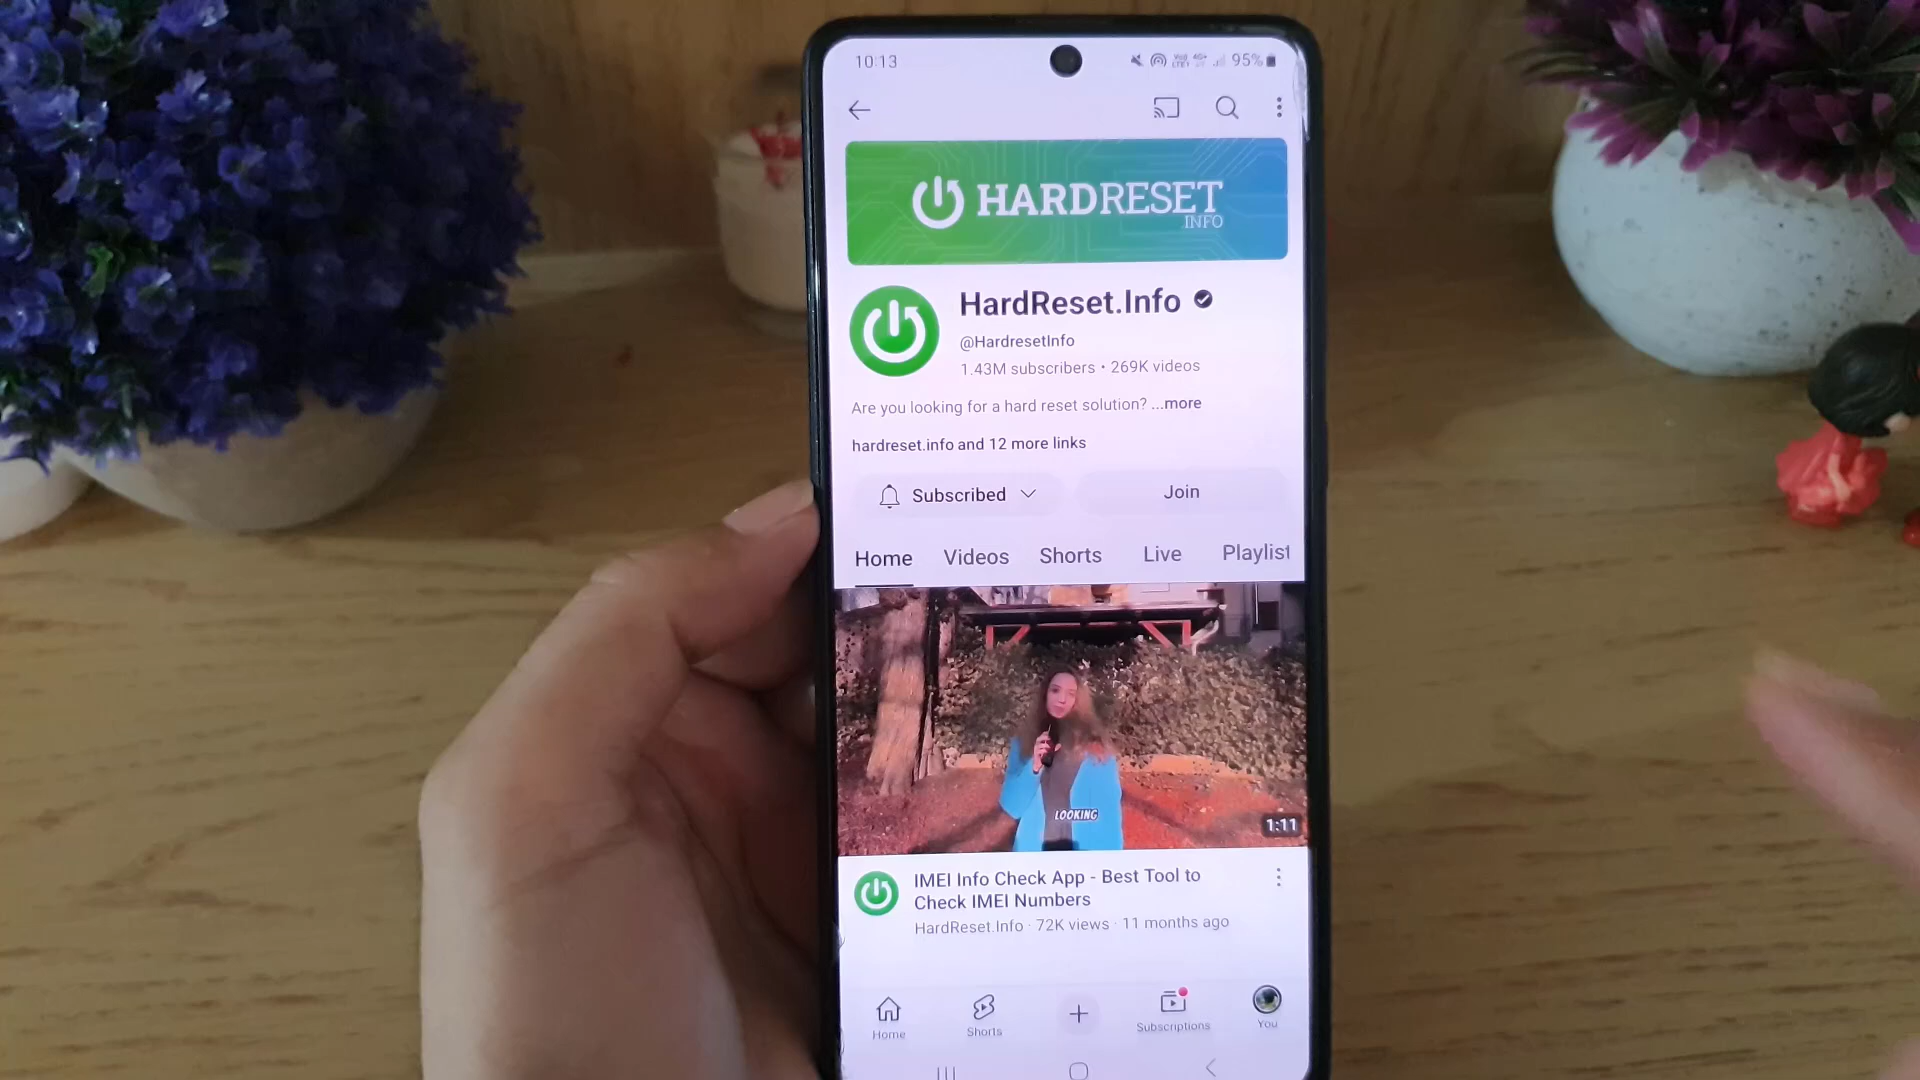 10:13
95%
HARDRESET
.INFO
HardReset.Info
@HardresetInfo
1.43M subscribers • 269K videos
Are you looking for a hard reset solution? ...more
hardreset.info and 12 more links
Subscribed
Join
Home Videos Shorts Live Playlist
LOOKING
1:11
IMEI Info Check App - Best Tool to
Check IMEI Numbers
HardReset.Info · 72K views · 11 months ago
Home Shorts Subscriptions You